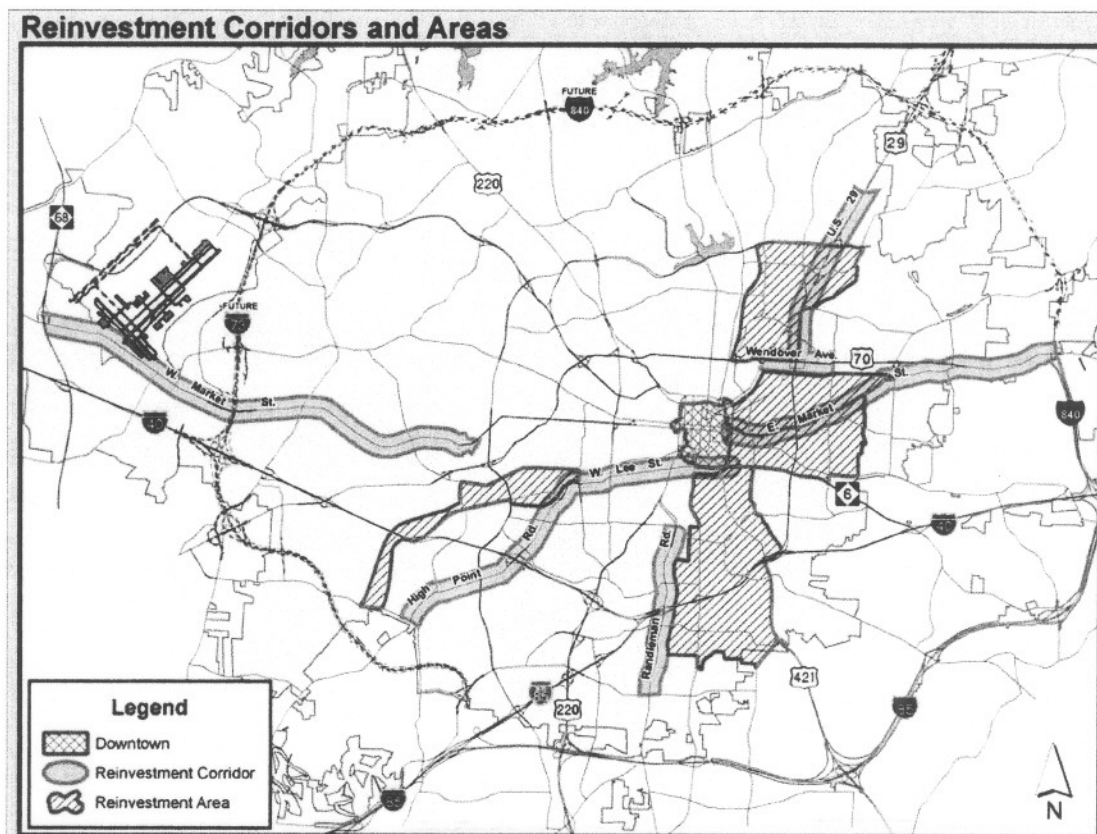 Reinvestment Corridors and Areas
FUTURE
840
29
220
68
U.S. 29
FUTURE
73
Wendover Ave.
70
W. Market St.
E. Market St.
40
840
W. Lee St.
6
40
High Point Rd.
Randleman Rd.
421
85
220
85
85
Legend
Downtown
Reinvestment Corridor
Reinvestment Area
N